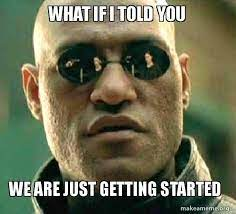 WHAT IF I TOLD YOU
WE ARE JUST GETTING STARTED
makeameme.org